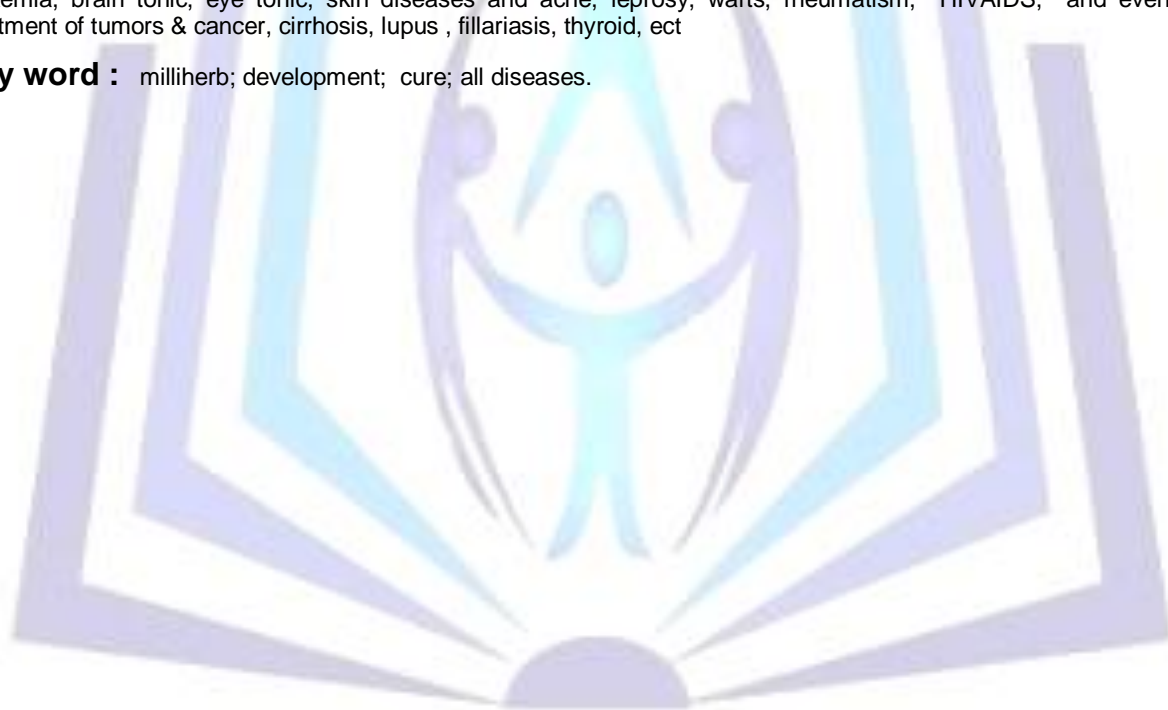 emia, brain tonic, eye tonic, skin diseases and acne, leprosy, warts, rheumatism, HIVAIDS, and even
tment of tumors & cancer, cirrhosis, lupus , fillariasis, thyroid, ect
y word : milliherb; development; cure; all diseases.